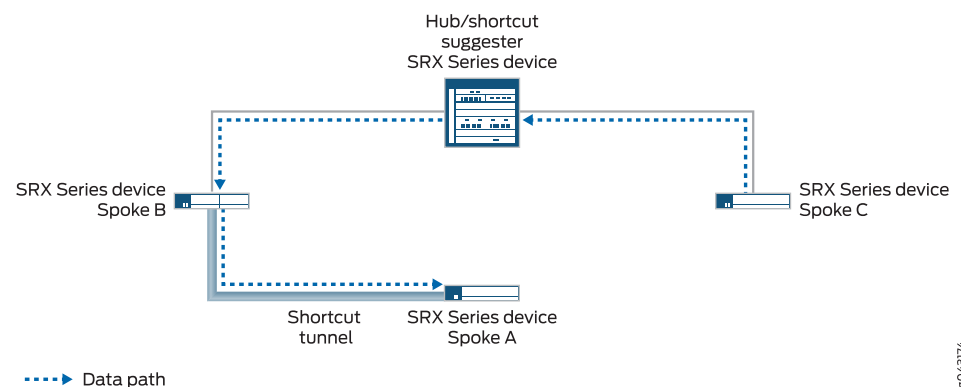 Hub/shortcut
suggester
SRX Series device
SRX Series device
Spoke B
SRX Series device
Spoke C
Shortcut
tunnel
SRX Series device
Spoke A
Data path